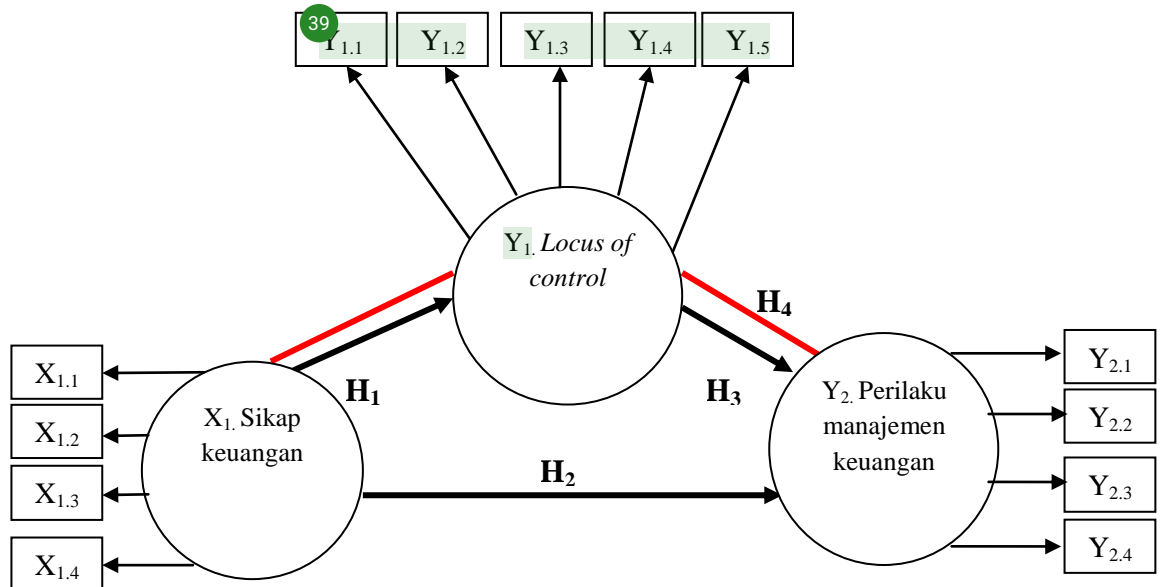 39
Y1.1 Y1.2 Y1.3 Y1.4 Y1.5
Y1. Locus of
control
H4
H1
H3
X1.1
X1.2
X1.3
X1.4
X1. Sikap
keuangan
H2
Y2. Perilaku
manajemen
keuangan
Y2.1
Y2.2
Y2.3
Y2.4